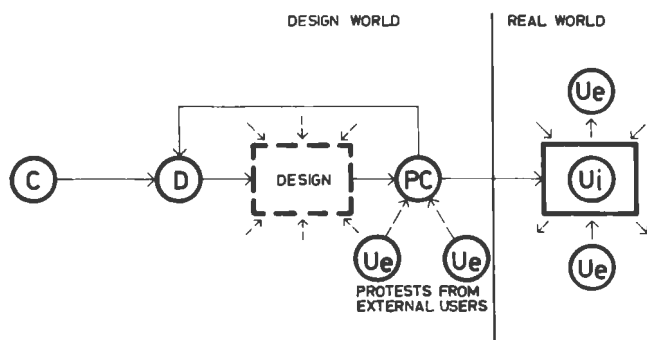 DESIGN WORLD
REAL WORLD
Ue
C
D
DESIGN
PC
Ui
Ue
Ue
Ue
PROTESTS FROM
EXTERNAL USERS